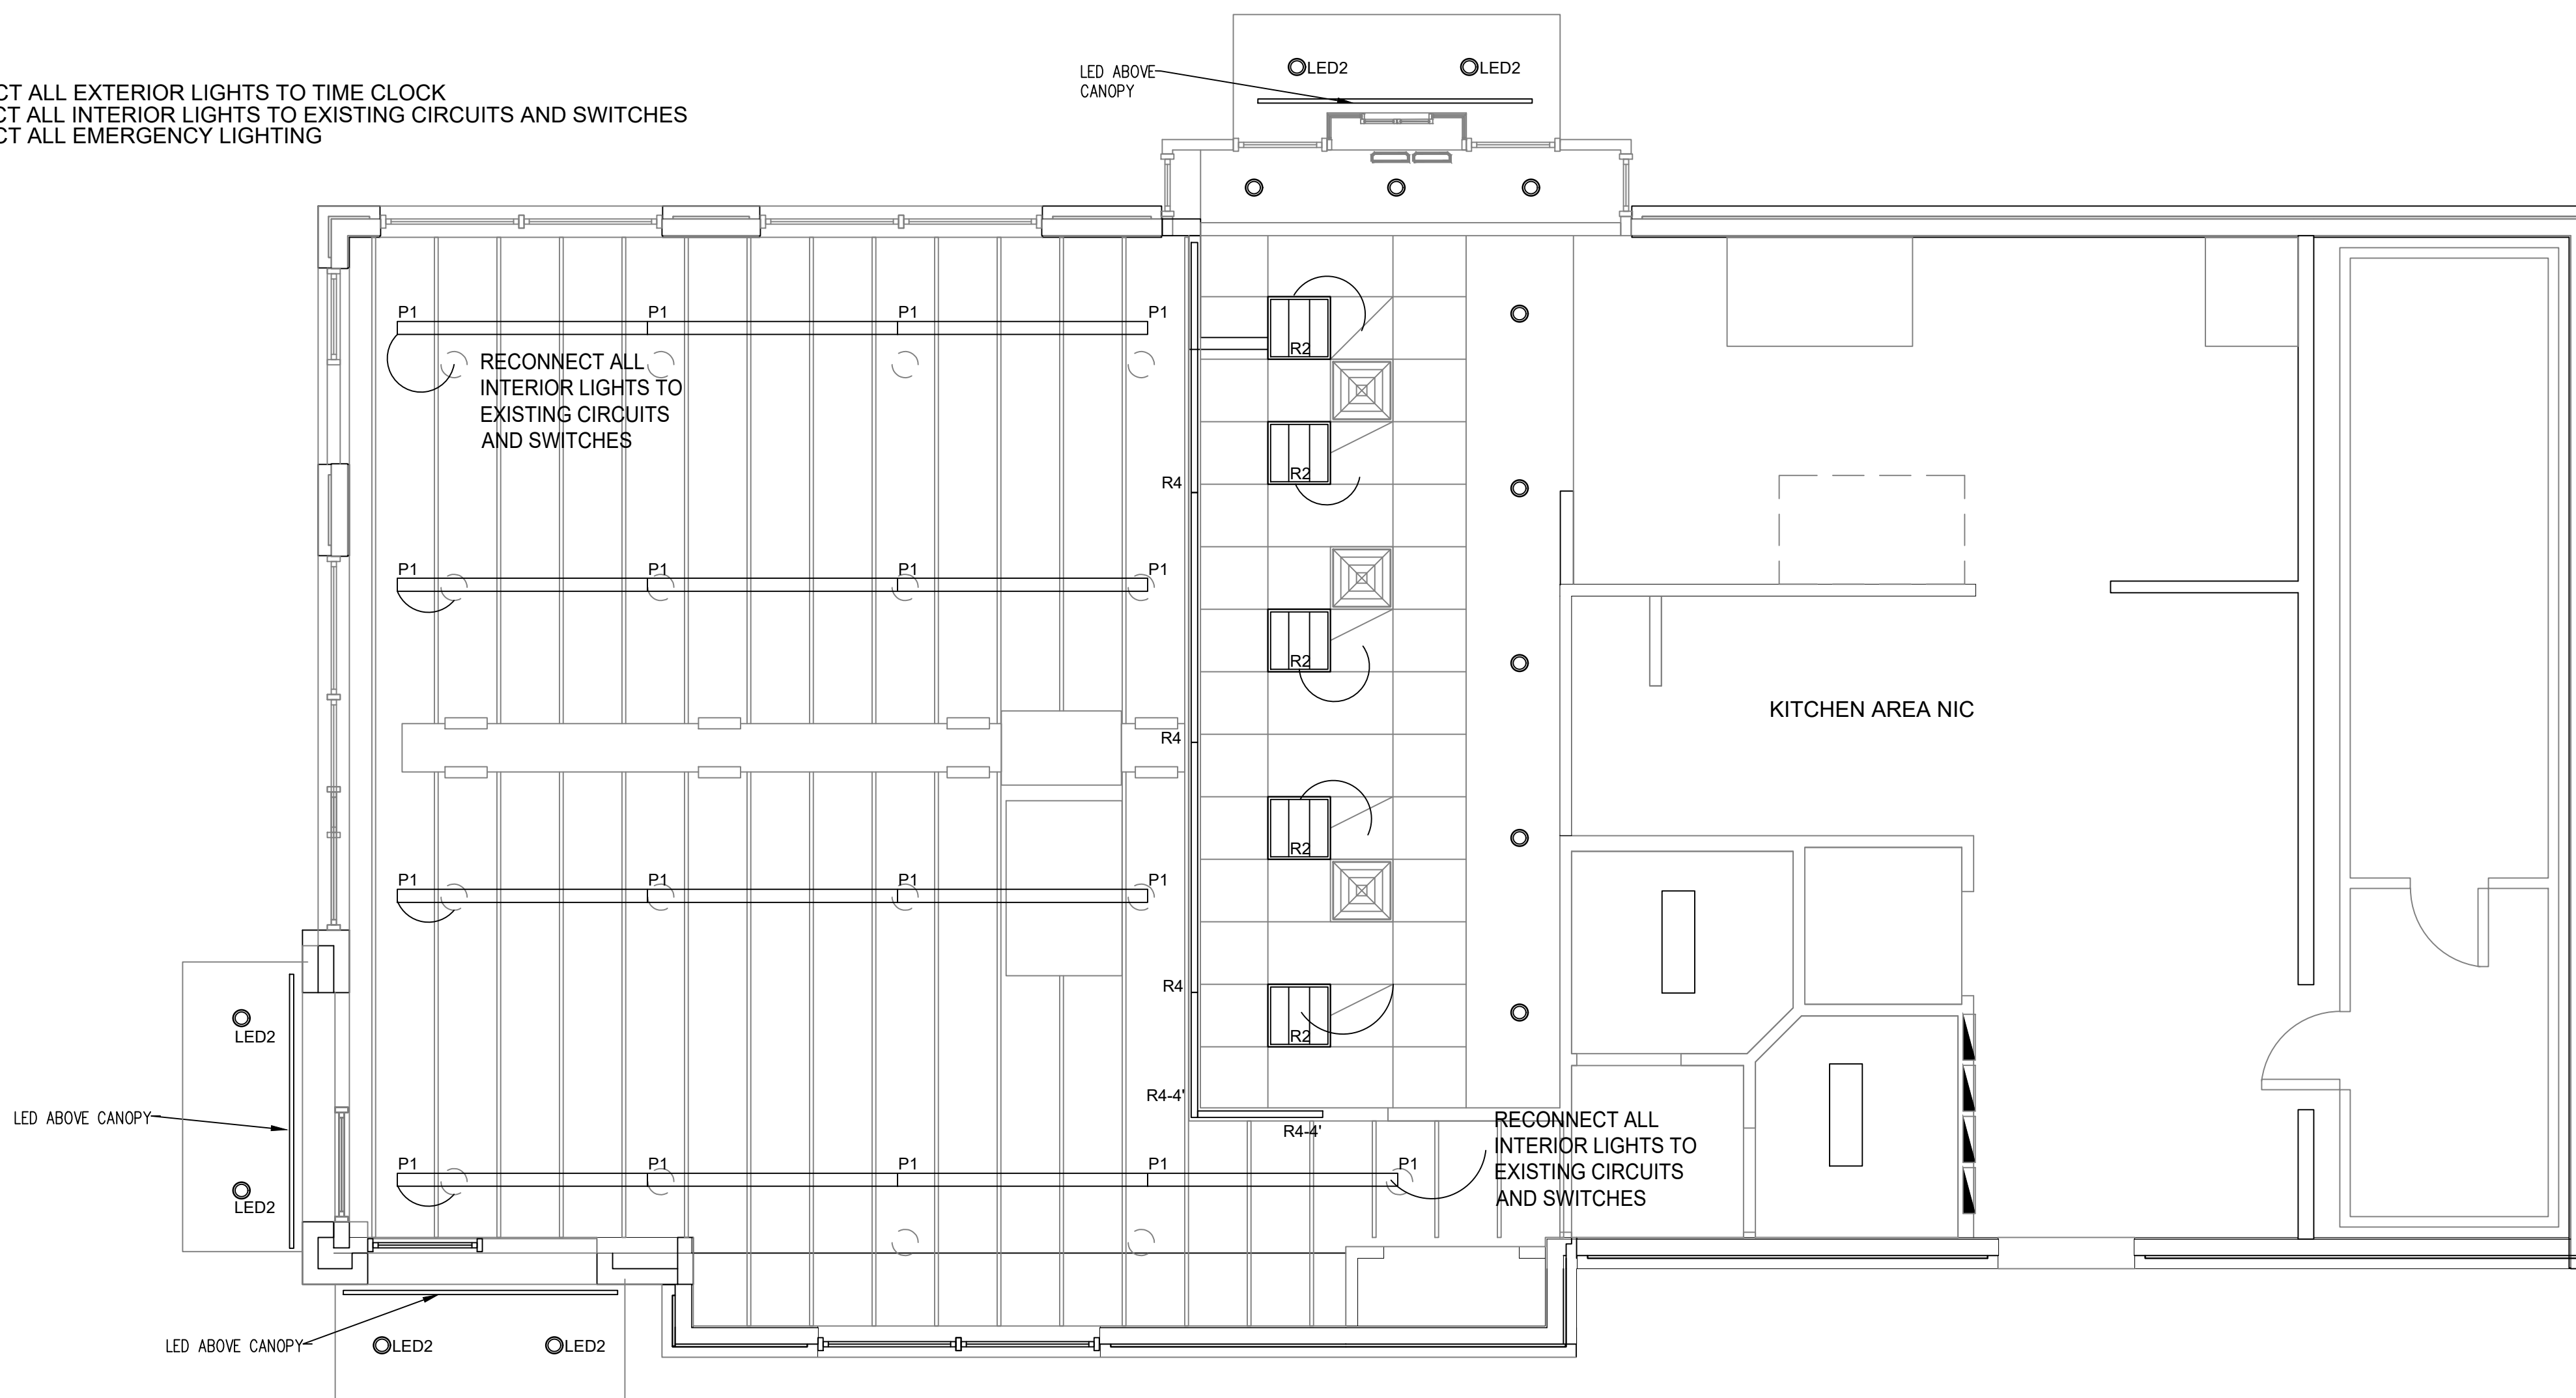 CT ALL EXTERIOR LIGHTS TO TIME CLOCK
CT ALL INTERIOR LIGHTS TO EXISTING CIRCUITS AND SWITCHES
CT ALL EMERGENCY LIGHTING
LED ABOVE
CANOPY
LED2 LED2
P1 P1 P1 P1
RECONNECT ALL
INTERIOR LIGHTS TO
EXISTING CIRCUITS
AND SWITCHES
R2
R2
R4
P1 P1 P1 P1
R2
KITCHEN AREA NIC
R4
R2
P1 P1 P1 P1
R4
R2
LED2
R4-4'
LED ABOVE CANOPY
R4-4'
RECONNECT ALL
INTERIOR LIGHTS TO
EXISTING CIRCUITS
AND SWITCHES
P1 P1 P1 P1 P1
LED2
LED ABOVE CANOPY
LED2 LED2